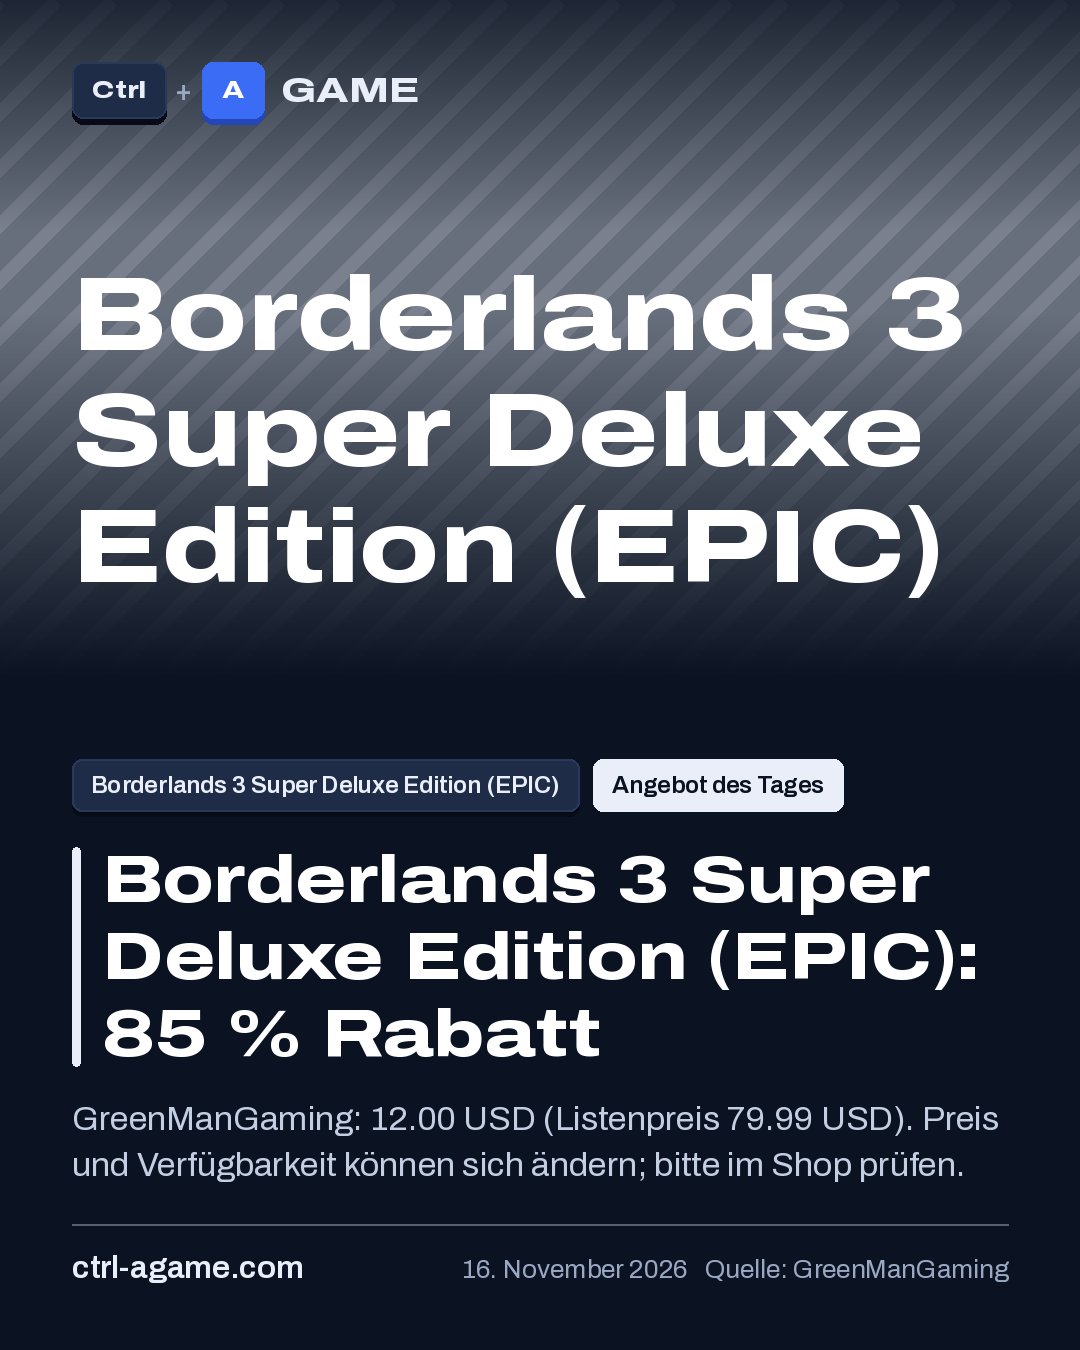 Ctrl + A GAME
Borderlands 3
Super Deluxe
Edition (EPIC)
Borderlands 3 Super Deluxe Edition (EPIC) Angebot des Tages
Borderlands 3 Super
Deluxe Edition (EPIC):
85 % Rabatt
GreenManGaming: 12.00 USD (Listenpreis 79.99 USD). Preis
und Verfügbarkeit können sich ändern; bitte im Shop prüfen.
ctrl-agame.com 16. November 2026 Quelle: GreenManGaming